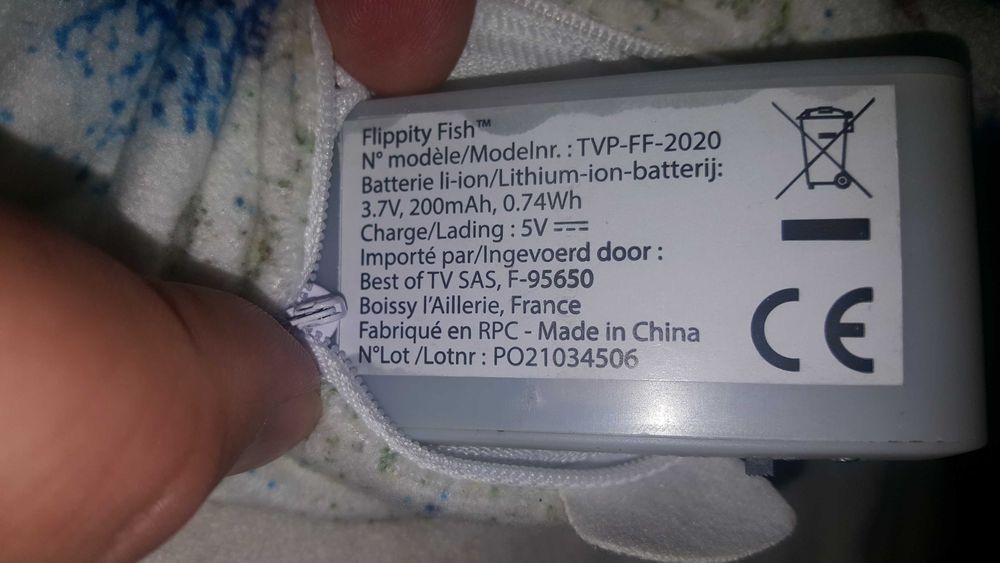 Flippity Fish™
N° modèle/Modelnr. : TVP-FF-2020
Batterie li-ion/Lithium-ion-batterij:
3.7V, 200mAh, 0.74Wh
Charge/Lading : 5V ⎓
Importé par/Ingevoerd door :
Best of TV SAS, F-95650
Boissy l'Aillerie, France
Fabriqué en RPC - Made in China
N°Lot /Lotnr : PO21034506
CE